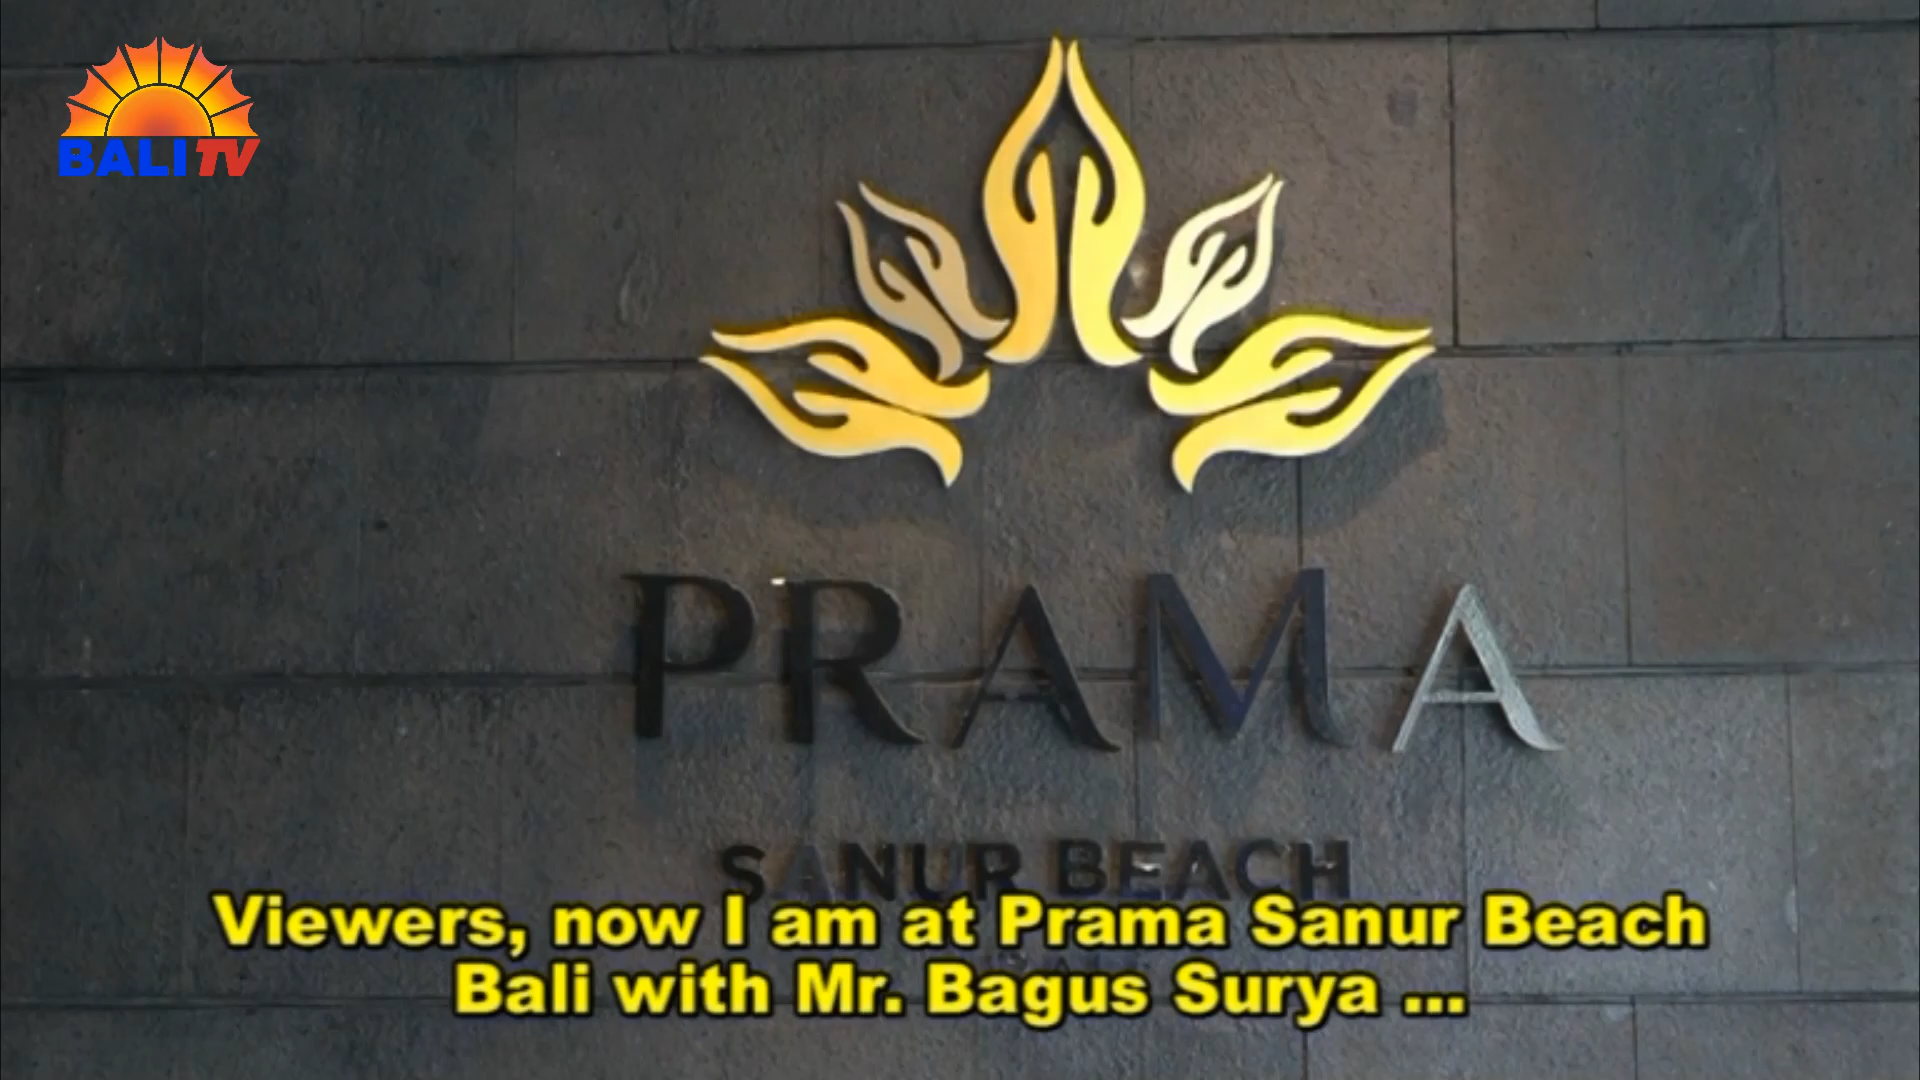 BALI TV
PRAMA
SANUR BEACH
Viewers, now I am at Prama Sanur Beach
Bali with Mr. Bagus Surya ...